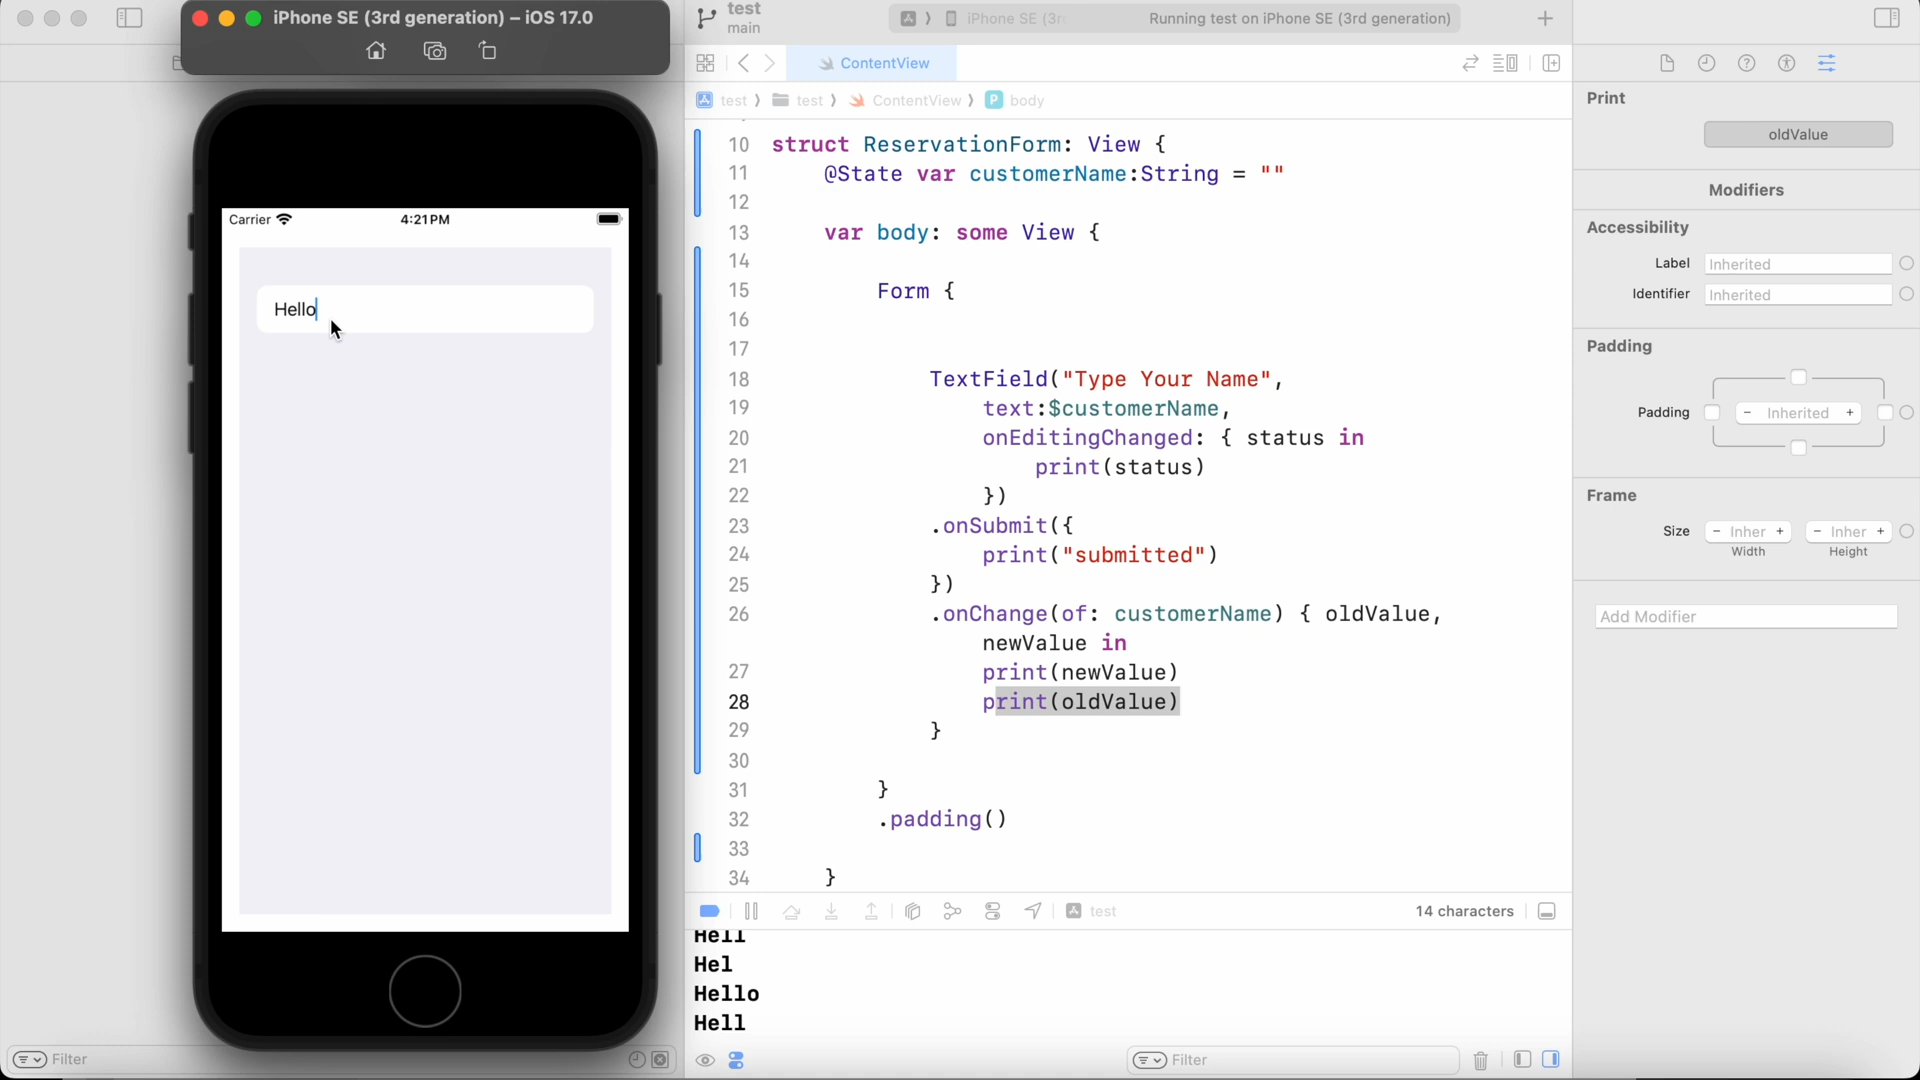 iPhone SE (3rd generation) – iOS 17.0
Carrier
4:21 PM
Hello
Filter
test
main
iPhone SE (3r
Running test on iPhone SE (3rd generation)
ContentView
test ⟩ test ⟩ ContentView ⟩ P body
10 struct ReservationForm: View {
11 @State var customerName:String = ""
12
13 var body: some View {
14
15 Form {
16
17
18 TextField("Type Your Name",
19 text:$customerName,
20 onEditingChanged: { status in
21 print(status)
22 })
23 .onSubmit({
24 print("submitted")
25 })
26 .onChange(of: customerName) { oldValue,
newValue in
27 print(newValue)
28 print(oldValue)
29 }
30
31 }
32 .padding()
33
34 }
test
14 characters
Hell
Hel
Hello
Hell
Filter
Print
oldValue
Modifiers
Accessibility
Label Inherited
Identifier Inherited
Padding
Padding - Inherited +
Frame
Size - Inher + - Inher +
Width Height
Add Modifier